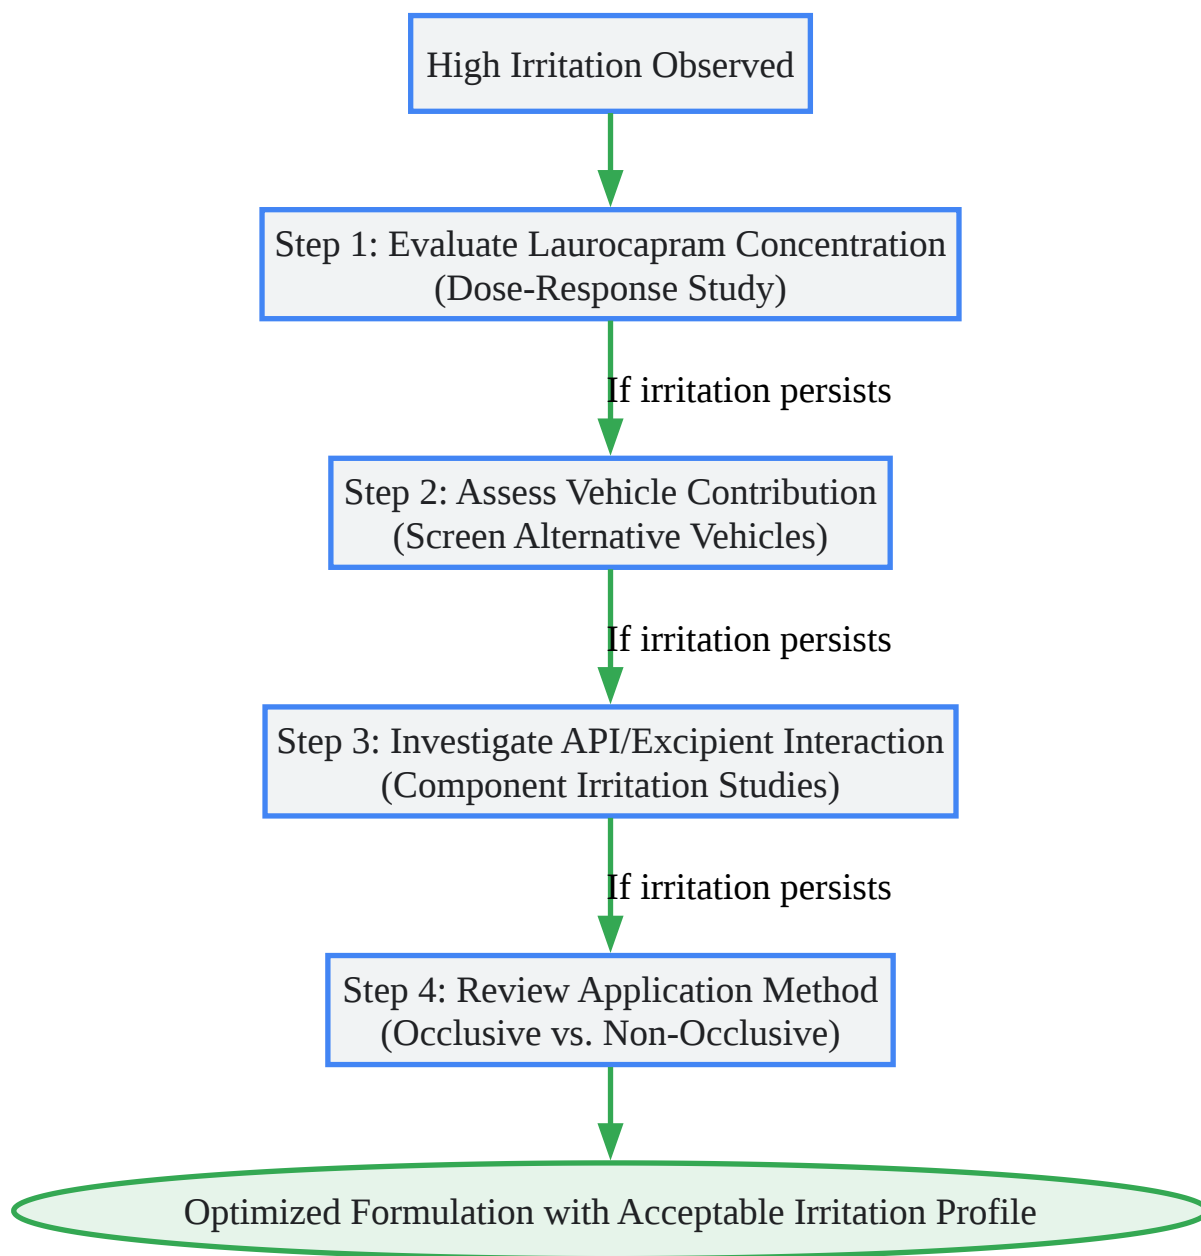 High Irritation Observed
Step 1: Evaluate Laurocapram Concentration
(Dose-Response Study)
If irritation persists
Step 2: Assess Vehicle Contribution
(Screen Alternative Vehicles)
If irritation persists
Step 3: Investigate API/Excipient Interaction
(Component Irritation Studies)
If irritation persists
Step 4: Review Application Method
(Occlusive vs. Non-Occlusive)
Optimized Formulation with Acceptable Irritation Profile